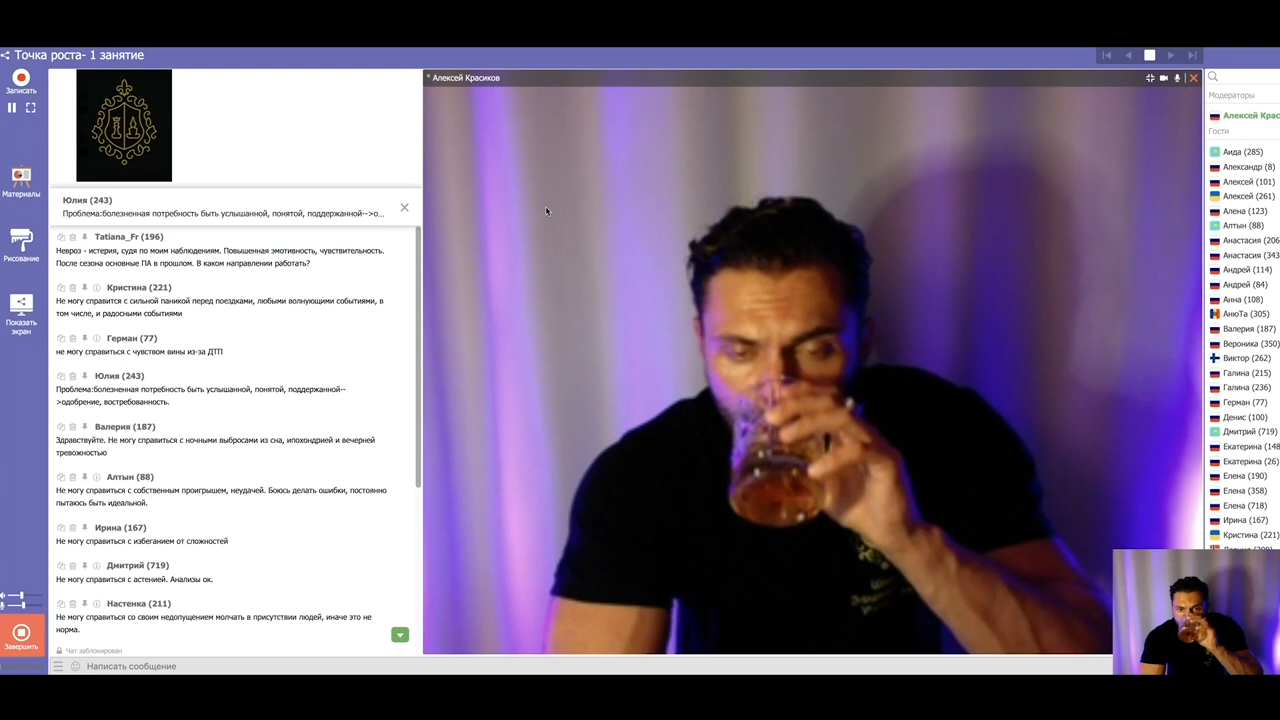 Точка роста- 1 занятие
Записать
Материалы
Рисование
Показать
экран
Завершить
Юлия (243)
Проблема:болезненная потребность быть услышанной, понятой, поддержанной-->о...
Tatiana_Fr (196)
Невроз - истерия, судя по моим наблюдениям. Повышенная эмотивность, чувствительность.
После сезона основные ПА в прошлом. В каком направлении работать?
Кристина (221)
Не могу справится с сильной паникой перед поездками, любыми волнующими событиями, в
том числе, и радосными событиями
Герман (77)
не могу справиться с чувством вины из-за ДТП
Юлия (243)
Проблема:болезненная потребность быть услышанной, понятой, поддержанной--
>одобрение, востребованность.
Валерия (187)
Здравствуйте. Не могу справиться с ночными выбросами из сна, ипохондрией и вечерней
тревожностью
Алтын (88)
Не могу справиться с собственным проигрышем, неудачей. Боюсь делать ошибки, постоянно
пытаюсь быть идеальной.
Ирина (167)
Не могу справиться с избеганием от сложностей
Дмитрий (719)
Не могу справиться с астенией. Анализы ок.
Настенка (211)
Не могу справиться со своим недопущением молчать в присутствии людей, иначе это не
норма.
Чат заблокирован
Написать сообщение
Алексей Красиков
Модераторы
Алексей Крас
Гости
Аида (285)
Александр (8)
Алексей (101)
Алексей (261)
Алена (123)
Алтын (88)
Анастасия (206
Анастасия (343
Андрей (114)
Андрей (84)
Анна (108)
АнюТа (305)
Валерия (187)
Вероника (350)
Виктор (262)
Галина (215)
Галина (236)
Герман (77)
Денис (100)
Дмитрий (719)
Екатерина (148
Екатерина (26)
Елена (190)
Елена (358)
Елена (718)
Ирина (167)
Кристина (221)